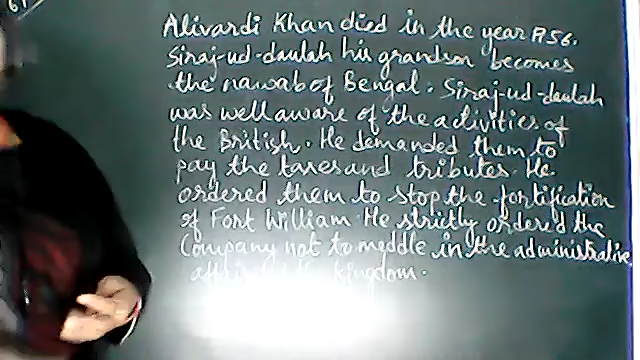 61
Alivardi Khan died in the year 1756.
Siraj-ud-daulah his grandson becomes
the nawab of Bengal. Siraj-ud-daulah
was well aware of the activities of
the British. He demanded them to
pay the taxes and tributes. He
ordered them to stop the fortification
of Fort William. He strictly ordered the
Company not to meddle in the administrative
kingdom.